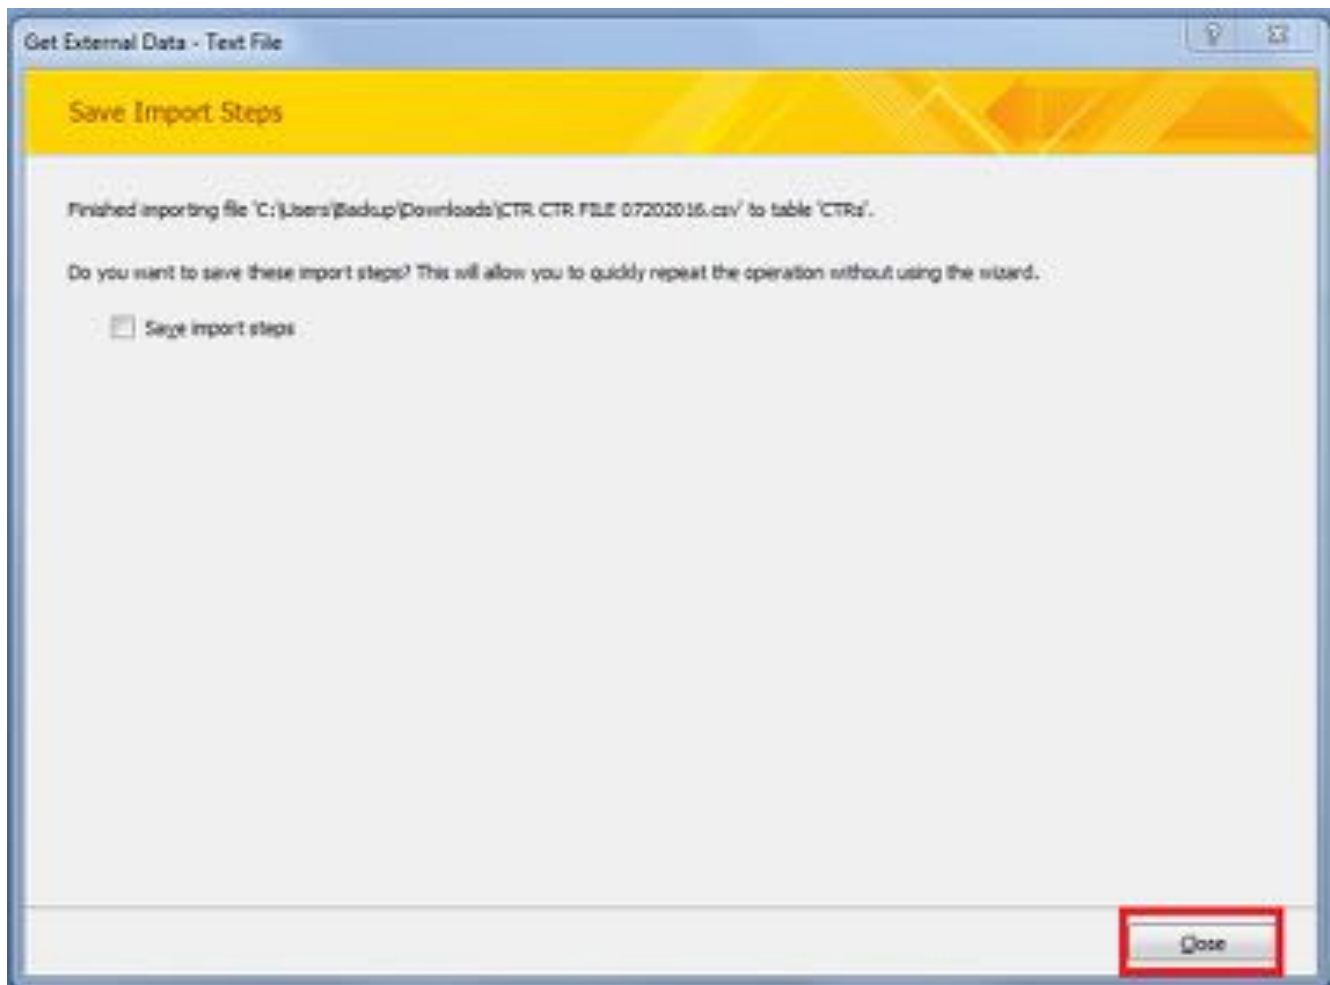 Get External Data - Text File
Save Import Steps
Finished importing file 'C:\Users\Backup\Downloads\CTR CTR FILE 07202016.csv' to table 'CTRs'.
Do you want to save these import steps? This will allow you to quickly repeat the operation without using the wizard.
Save import steps
Close